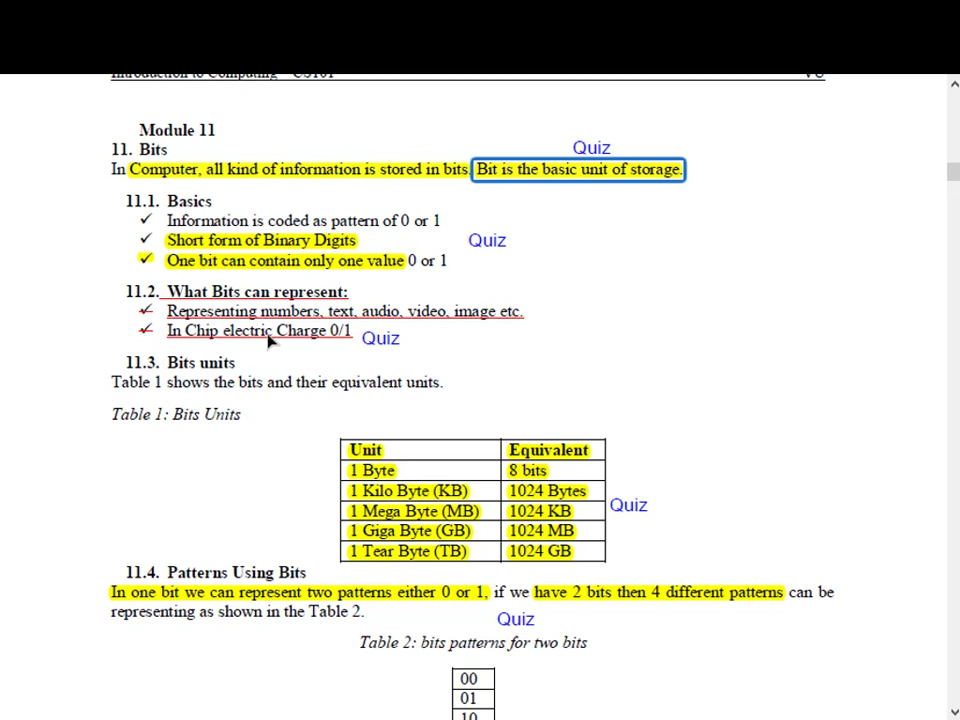 Introduction to Computing – CS101 VU
Module 11
11. Bits
Quiz
In Computer, all kind of information is stored in bits. Bit is the basic unit of storage.
11.1. Basics
✓ Information is coded as pattern of 0 or 1
✓ Short form of Binary Digits Quiz
✓ One bit can contain only one value 0 or 1
11.2. What Bits can represent:
✓ Representing numbers, text, audio, video, image etc.
✓ In Chip electric Charge 0/1 Quiz
11.3. Bits units
Table 1 shows the bits and their equivalent units.
Table 1: Bits Units
Unit Equivalent
1 Byte 8 bits
1 Kilo Byte (KB) 1024 Bytes
1 Mega Byte (MB) 1024 KB Quiz
1 Giga Byte (GB) 1024 MB
1 Tear Byte (TB) 1024 GB
11.4. Patterns Using Bits
In one bit we can represent two patterns either 0 or 1, if we have 2 bits then 4 different patterns can be
representing as shown in the Table 2.
Quiz
Table 2: bits patterns for two bits
00
01
10